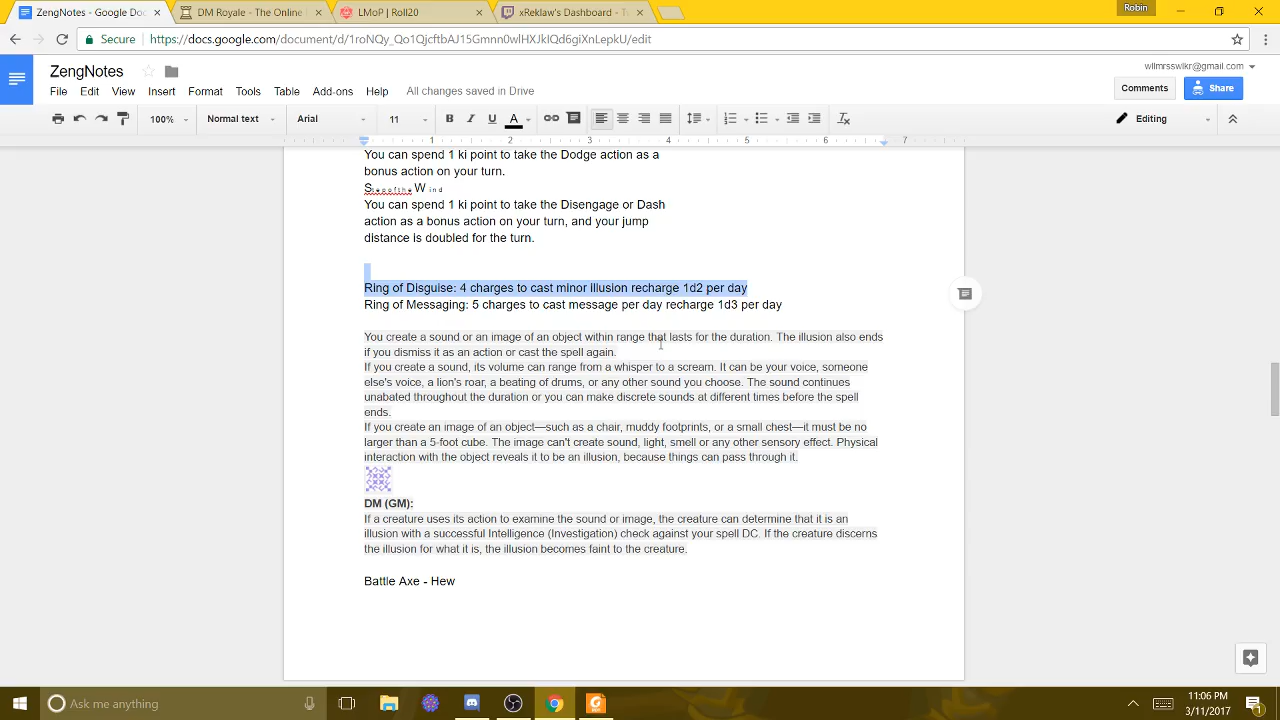 ZengNotes - Google Doc
DM Royale - The Online
LMoP | Roll20
xReklaw's Dashboard - Tw
Robin
Secure
https://docs.google.com/document/d/1roNQy_Qo1QjcftbAJ15Gmnn0wlHXJkIQd6giXnLepkU/edit
ZengNotes
wllmrsswlkr@gmail.com
File Edit View Insert Format Tools Table Add-ons Help All changes saved in Drive
Comments
Share
100% Normal text Arial 11 B I U A Editing
1 2 3 4 5 6 7
You can spend 1 ki point to take the Dodge action as a
bonus action on your turn.
StepoftheWind
You can spend 1 ki point to take the Disengage or Dash
action as a bonus action on your turn, and your jump
distance is doubled for the turn.
Ring of Disguise: 4 charges to cast minor illusion recharge 1d2 per day
Ring of Messaging: 5 charges to cast message per day recharge 1d3 per day
You create a sound or an image of an object within range that lasts for the duration. The illusion also ends
if you dismiss it as an action or cast the spell again.
If you create a sound, its volume can range from a whisper to a scream. It can be your voice, someone
else's voice, a lion's roar, a beating of drums, or any other sound you choose. The sound continues
unabated throughout the duration or you can make discrete sounds at different times before the spell
ends.
If you create an image of an object—such as a chair, muddy footprints, or a small chest—it must be no
larger than a 5-foot cube. The image can't create sound, light, smell or any other sensory effect. Physical
interaction with the object reveals it to be an illusion, because things can pass through it.
DM (GM):
If a creature uses its action to examine the sound or image, the creature can determine that it is an
illusion with a successful Intelligence (Investigation) check against your spell DC. If the creature discerns
the illusion for what it is, the illusion becomes faint to the creature.
Battle Axe - Hew
Ask me anything
11:06 PM
3/11/2017
1